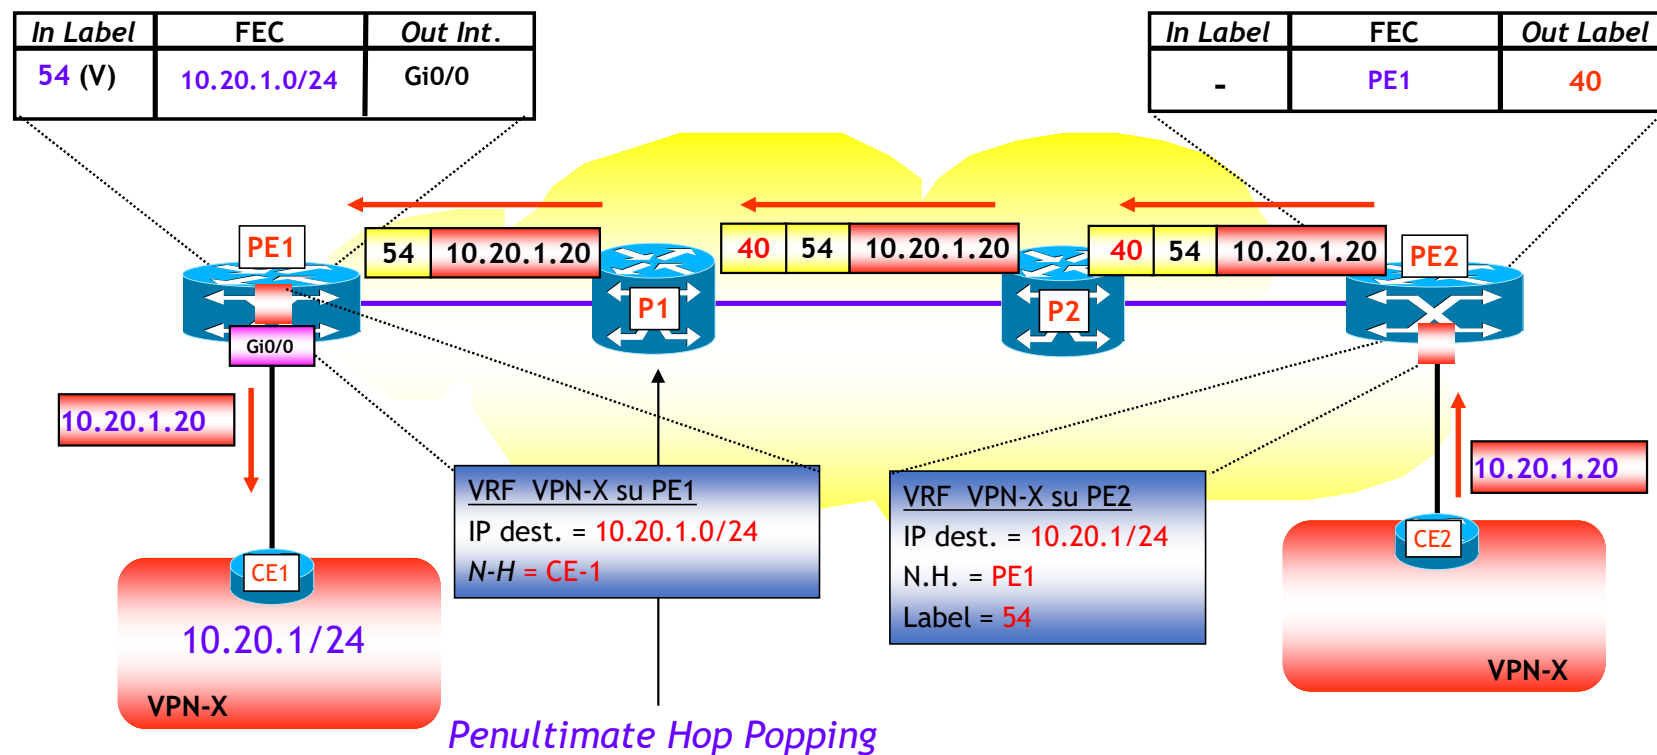 In Label FEC Out Int.
54 (V) 10.20.1.0/24 Gi0/0
In Label FEC Out Label
- PE1 40
PE1
54 10.20.1.20
40 54 10.20.1.20
40 54 10.20.1.20
PE2
P1
P2
Gi0/0
10.20.1.20
10.20.1.20
VRF VPN-X su PE1
IP dest. = 10.20.1.0/24
N-H = CE-1
VRF VPN-X su PE2
IP dest. = 10.20.1/24
N.H. = PE1
Label = 54
CE1
10.20.1/24
VPN-X
CE2
VPN-X
Penultimate Hop Popping